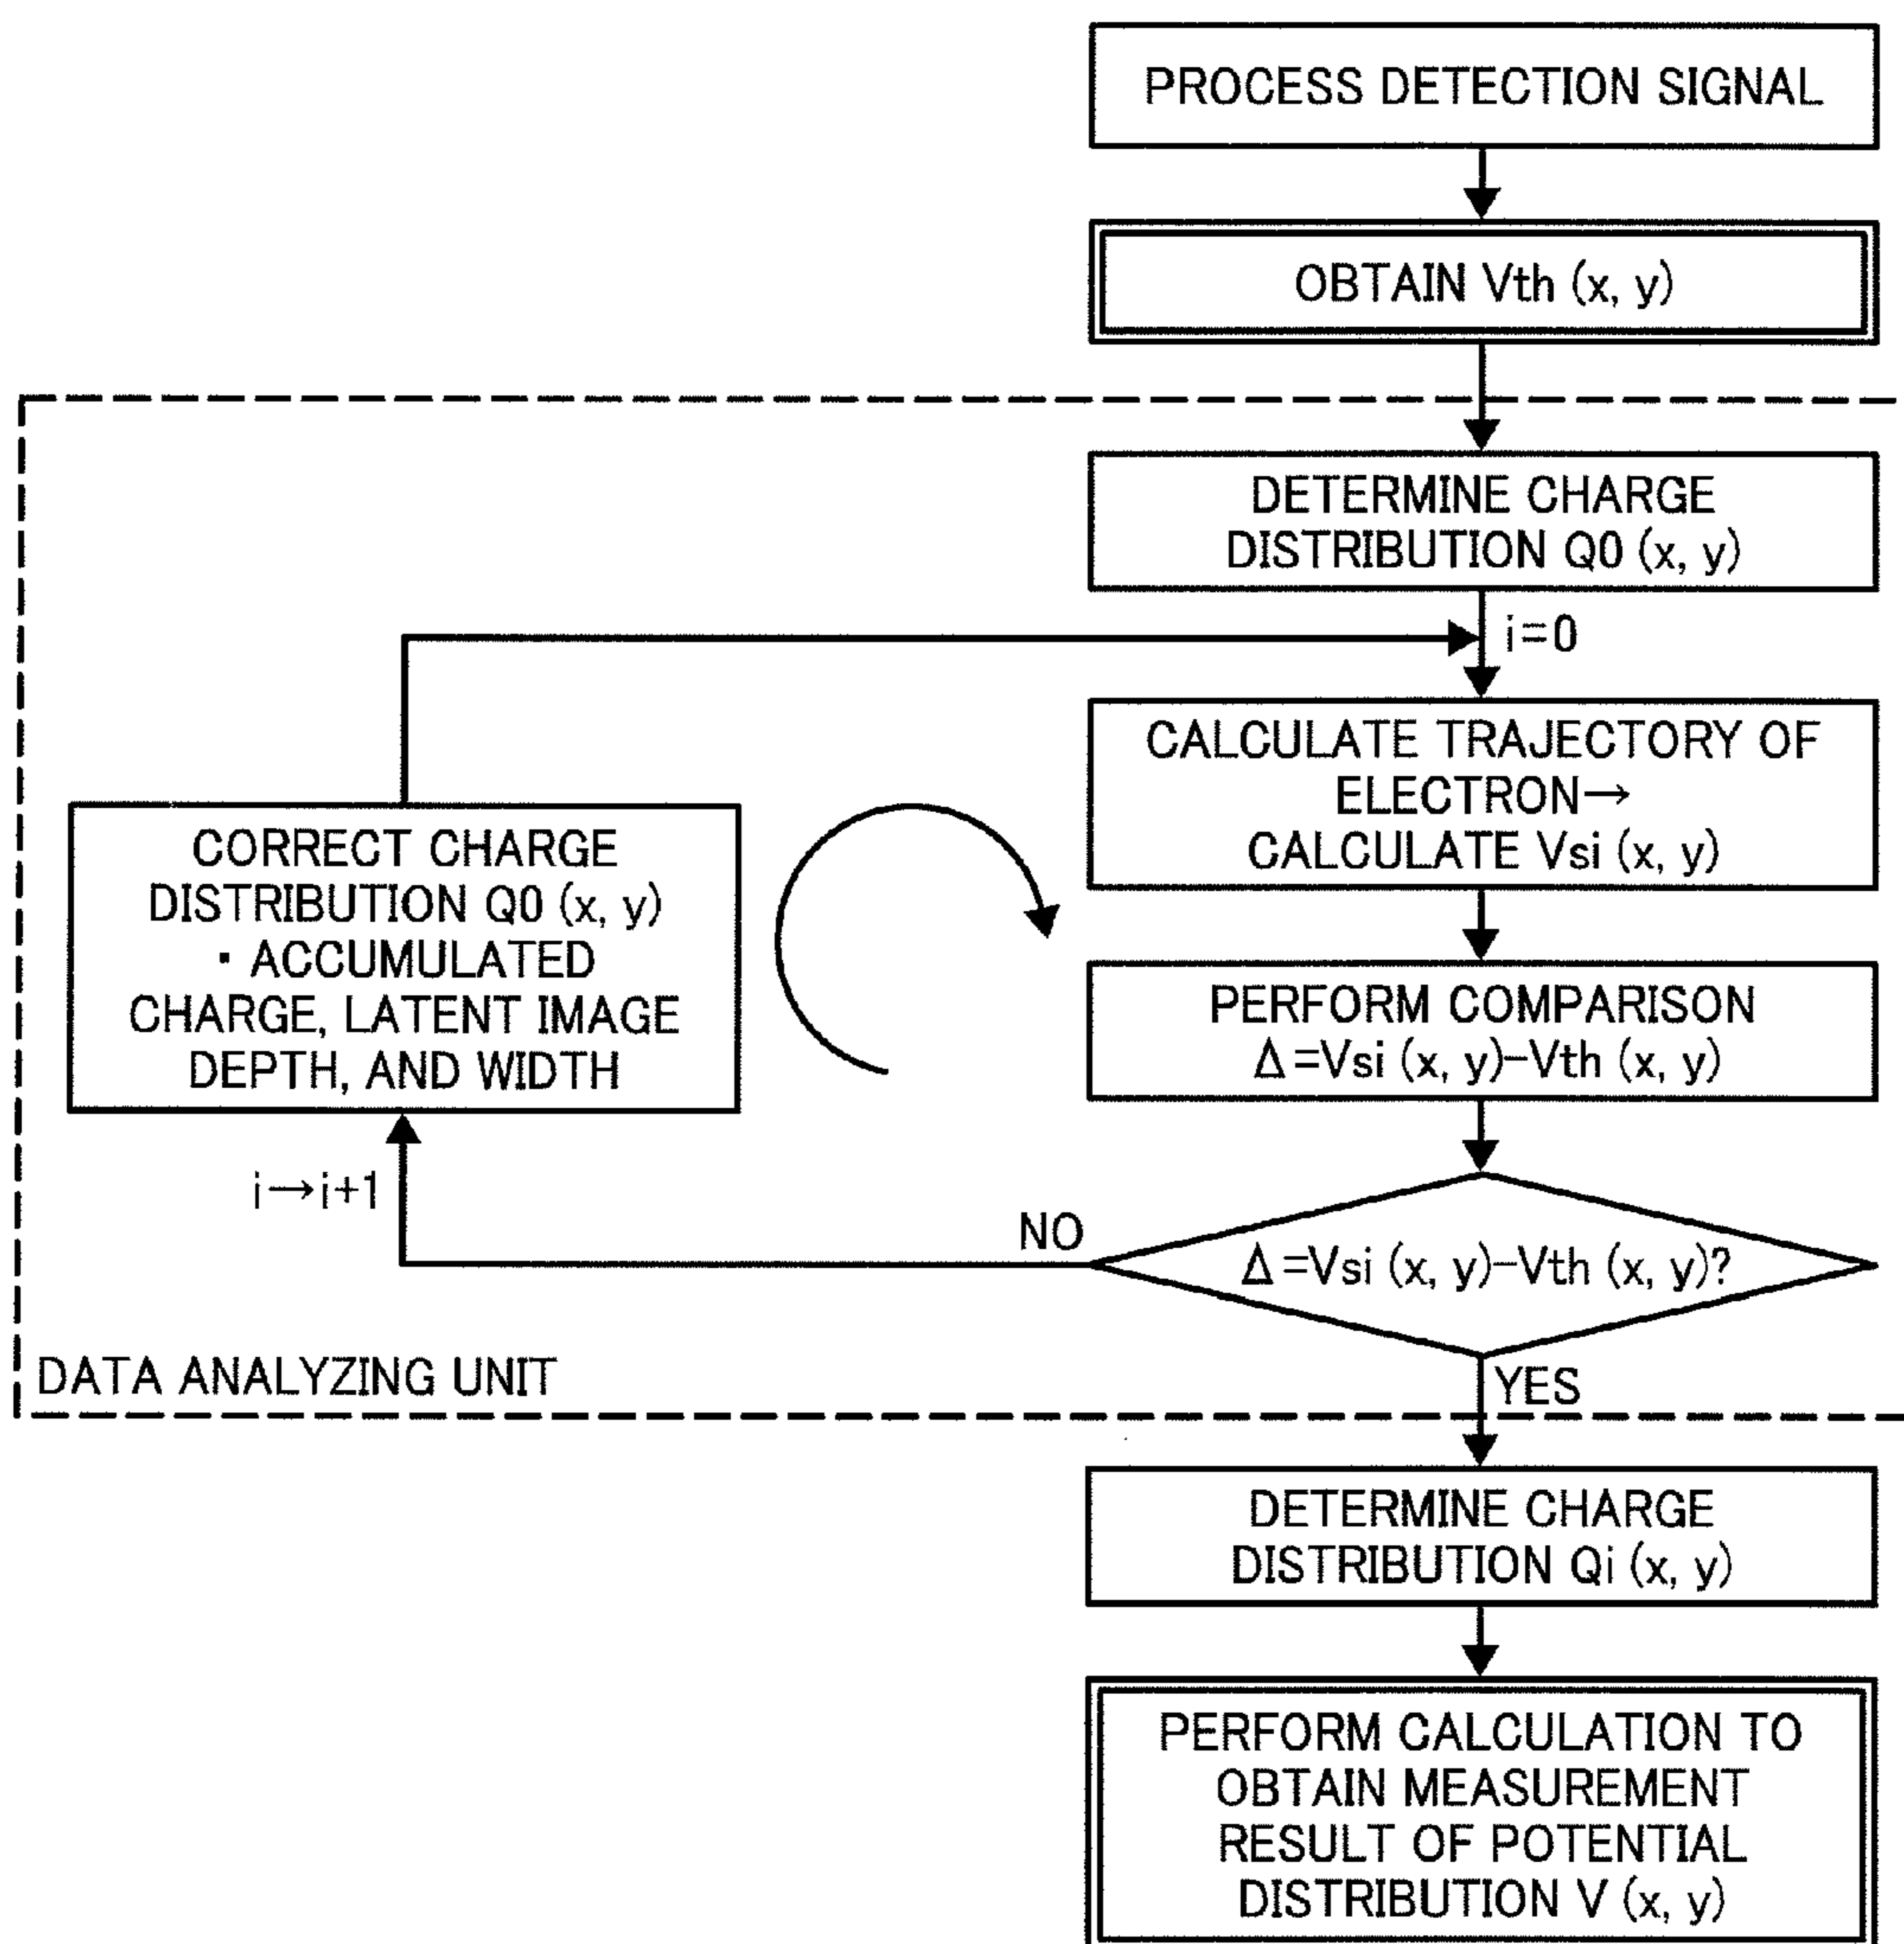 PROCESS DETECTION SIGNAL
OBTAIN Vth (x, y)
DETERMINE CHARGE
DISTRIBUTION Q0 (x, y)
i=0
CALCULATE TRAJECTORY OF
ELECTRON→
CALCULATE Vsi (x, y)
CORRECT CHARGE
DISTRIBUTION Q0 (x, y)
・ACCUMULATED
CHARGE, LATENT IMAGE
DEPTH, AND WIDTH
PERFORM COMPARISON
Δ=Vsi (x, y)-Vth (x, y)
i→i+1
NO
Δ=Vsi (x, y)-Vth (x, y)?
YES
DATA ANALYZING UNIT
DETERMINE CHARGE
DISTRIBUTION Qi (x, y)
PERFORM CALCULATION TO
OBTAIN MEASUREMENT
RESULT OF POTENTIAL
DISTRIBUTION V (x, y)